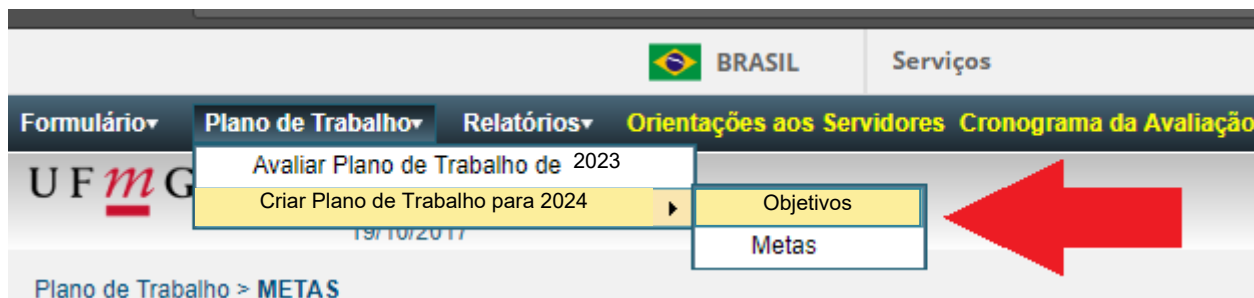 BRASIL Serviços
Formulário▾ Plano de Trabalho▾ Relatórios▾ Orientações aos Servidores Cronograma da Avaliação
Avaliar Plano de Trabalho de 2023
UFmG
Criar Plano de Trabalho para 2024 ▸ Objetivos
19/10/2017
Metas
Plano de Trabalho > METAS